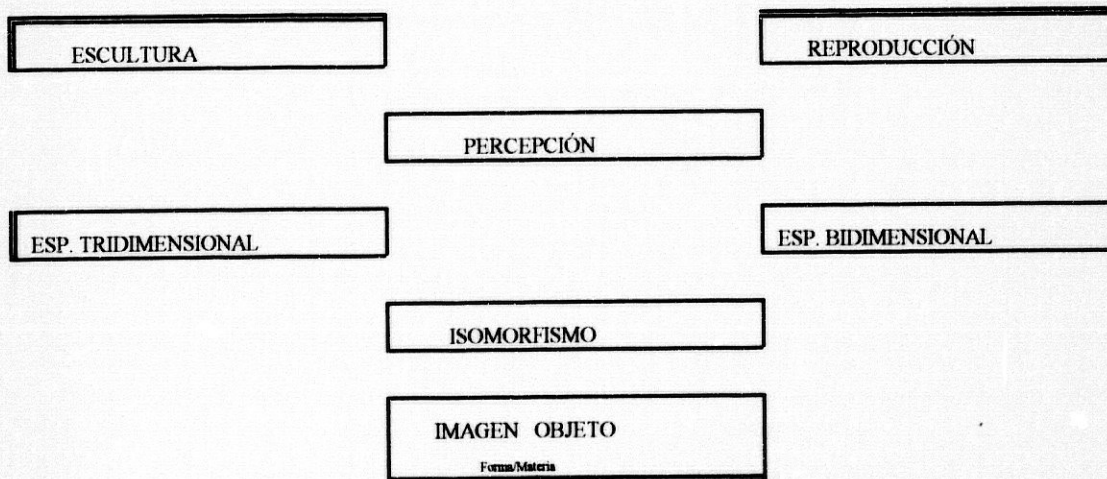 ESCULTURA
REPRODUCCIÓN
PERCEPCIÓN
ESP. TRIDIMENSIONAL
ESP. BIDIMENSIONAL
ISOMORFISMO
IMAGEN OBJETO
Forma/Materia